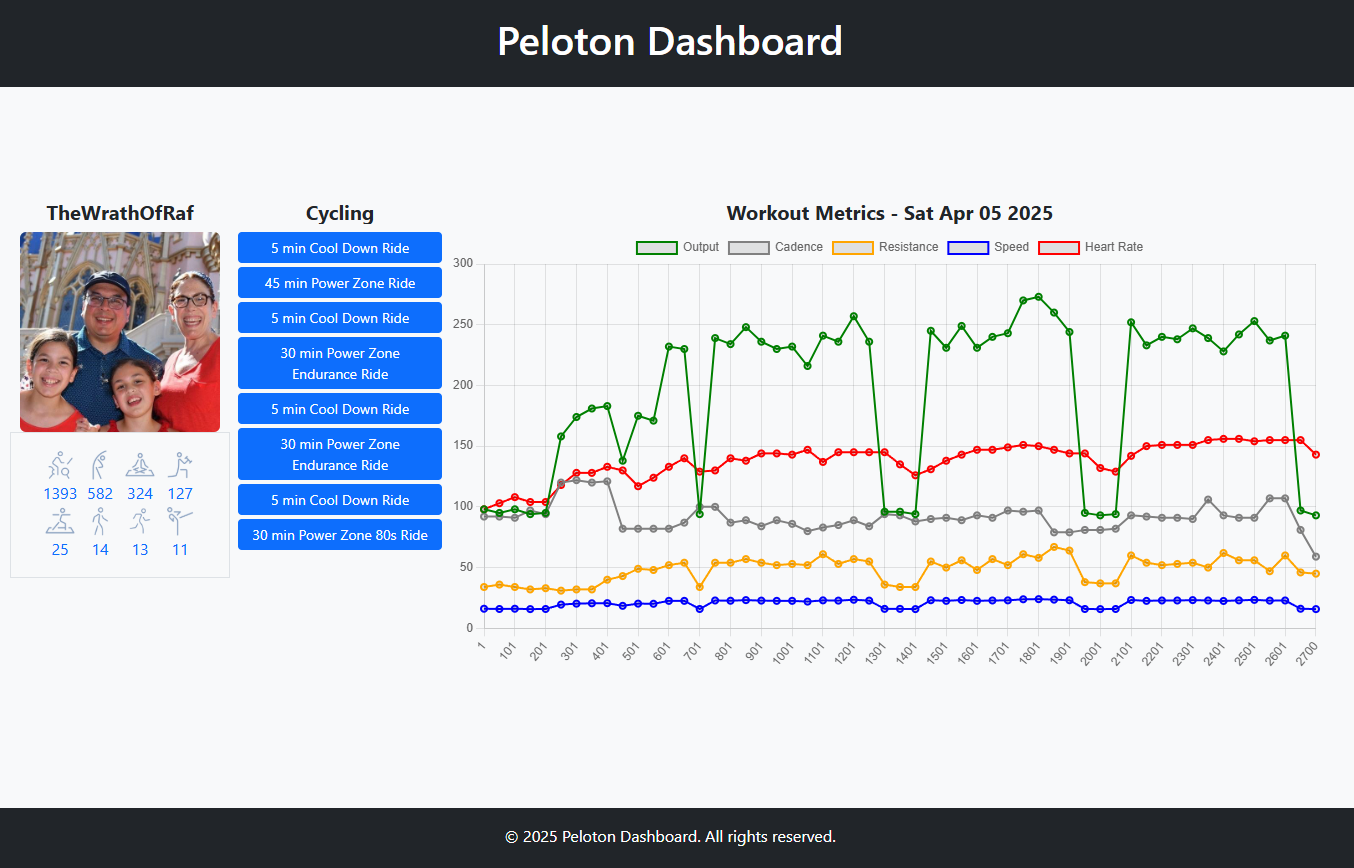 Peloton Dashboard
TheWrathOfRaf
1393 582 324 127
25 14 13 11
Cycling
5 min Cool Down Ride
45 min Power Zone Ride
5 min Cool Down Ride
30 min Power Zone
Endurance Ride
5 min Cool Down Ride
30 min Power Zone
Endurance Ride
5 min Cool Down Ride
30 min Power Zone 80s Ride
Workout Metrics - Sat Apr 05 2025
Output Cadence Resistance Speed Heart Rate
300
250
200
150
100
50
0
1 101 201 301 401 501 601 701 801 901 1001 1101 1201 1301 1401 1501 1601 1701 1801 1901 2001 2101 2201 2301 2401 2501 2601 2700
© 2025 Peloton Dashboard. All rights reserved.